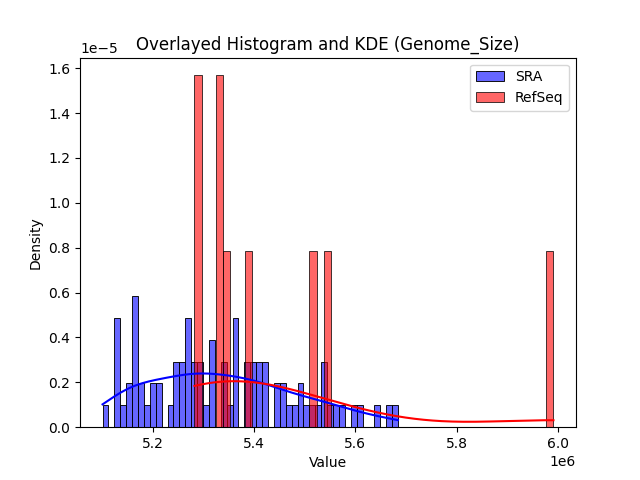 Overlayed Histogram and KDE (Genome_Size)
1e−5
SRA
RefSeq
1.6
1.4
1.2
1.0
0.8
0.6
0.4
0.2
0.0
Density
5.2
5.4
5.6
5.8
6.0
Value
1e6